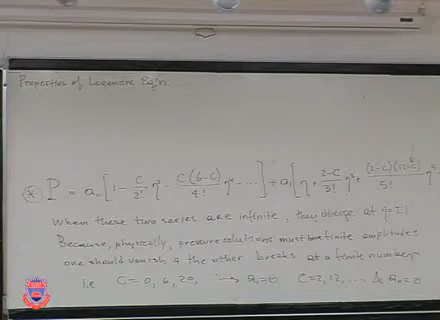 Properties of Legendre Eq'n.
(*) P = a₀[1 - C/2! η² - C(6-C)/4! η⁴ - ....] + a₁[η + 2-C/3! η³ + (2-C)(12-C)/5! η⁵
When these two series are infinite, they diverge at η=±1
Because, physically, pressure solutions must have finite amplitudes
one should vanish & the other breaks at a finite number
i.e C = 0, 6, 20, ... → a₁=0 C=2, 12, ... & a₀=0